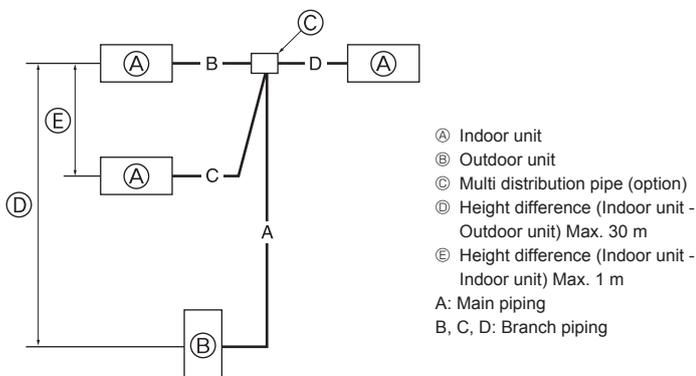 Ⓒ
Ⓐ B D Ⓐ
Ⓔ
Ⓐ C
Ⓓ
A
Ⓑ
Ⓐ Indoor unit
Ⓑ Outdoor unit
Ⓒ Multi distribution pipe (option)
Ⓓ Height difference (Indoor unit -
Outdoor unit) Max. 30 m
Ⓔ Height difference (Indoor unit -
Indoor unit) Max. 1 m
A: Main piping
B, C, D: Branch piping